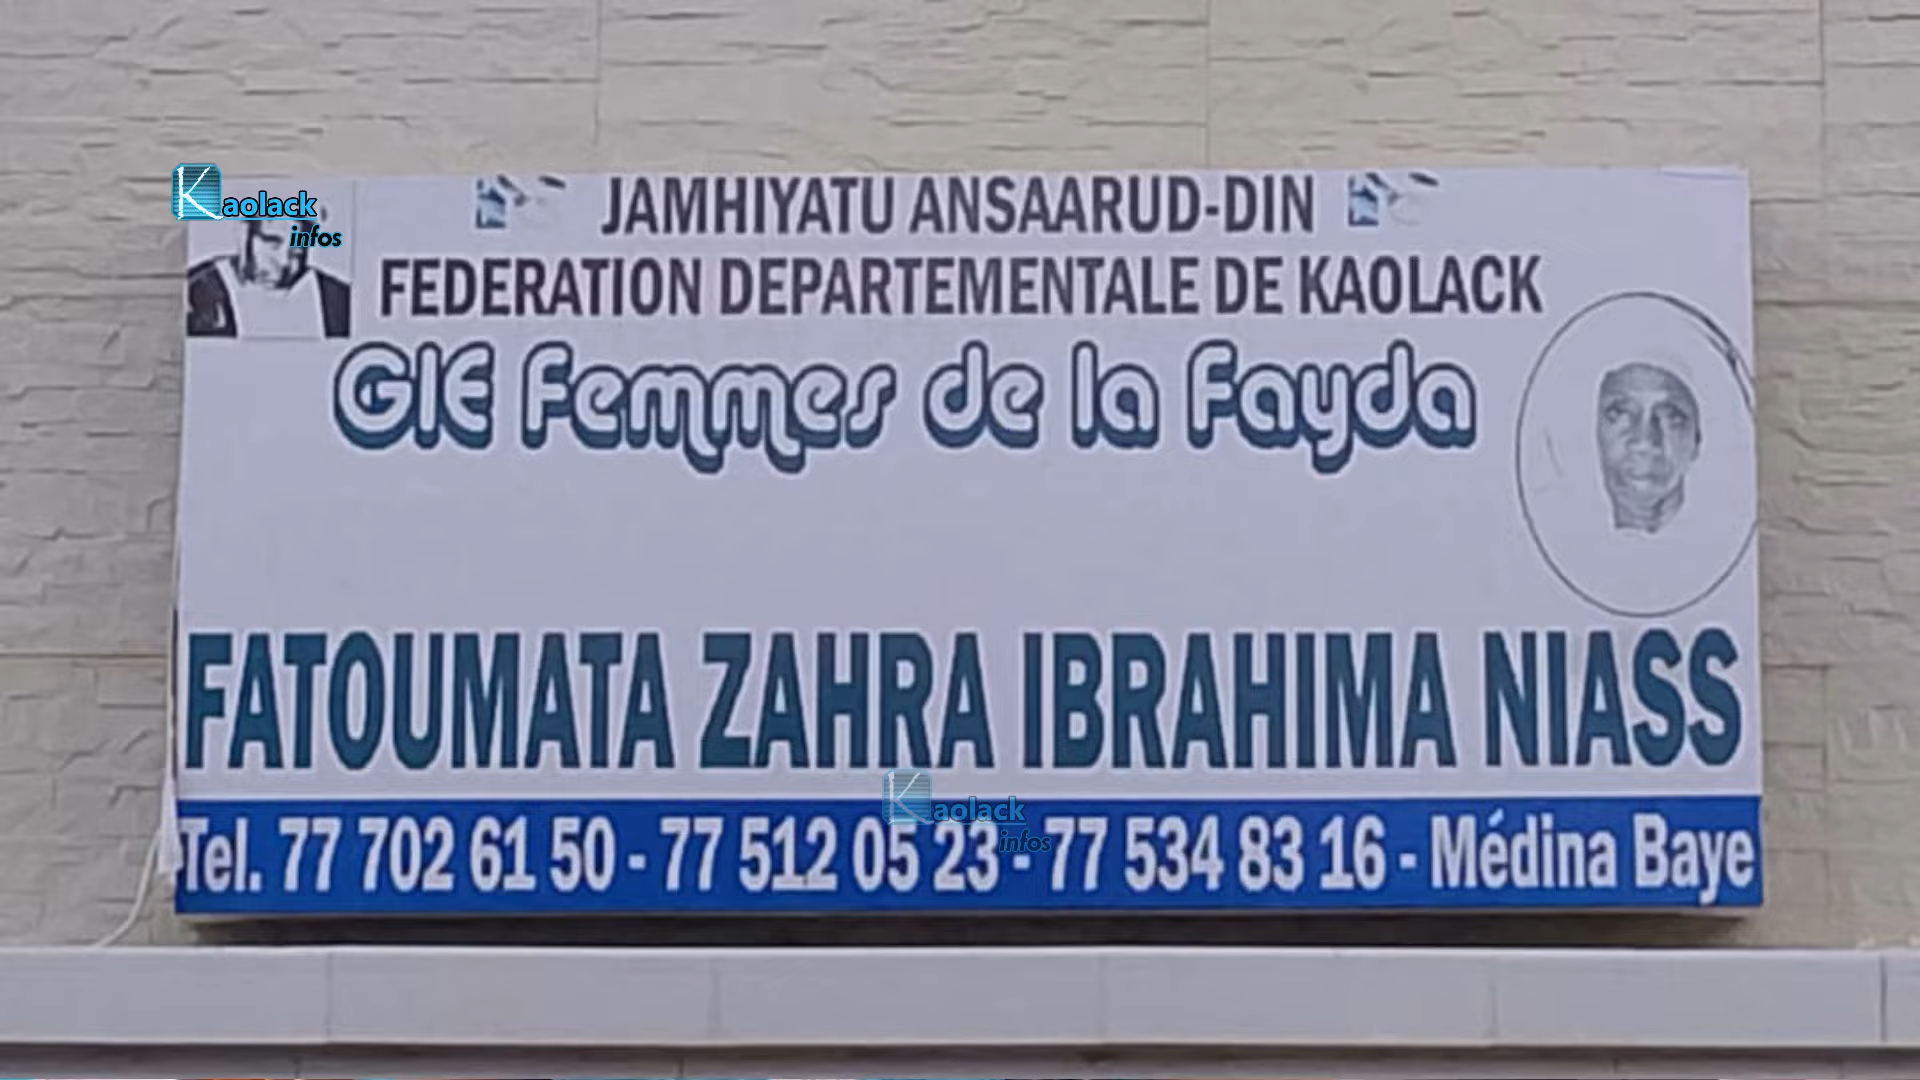 Kaolack
infos
JAMHIYATU ANSAARUD-DIN
FEDERATION DEPARTEMENTALE DE KAOLACK
GIE Femmes de la Fayda
FATOUMATA ZAHRA IBRAHIMA NIASS
Kaolack
infos
Tel. 77 702 61 50 - 77 512 05 23 - 77 534 83 16 - Médina Baye